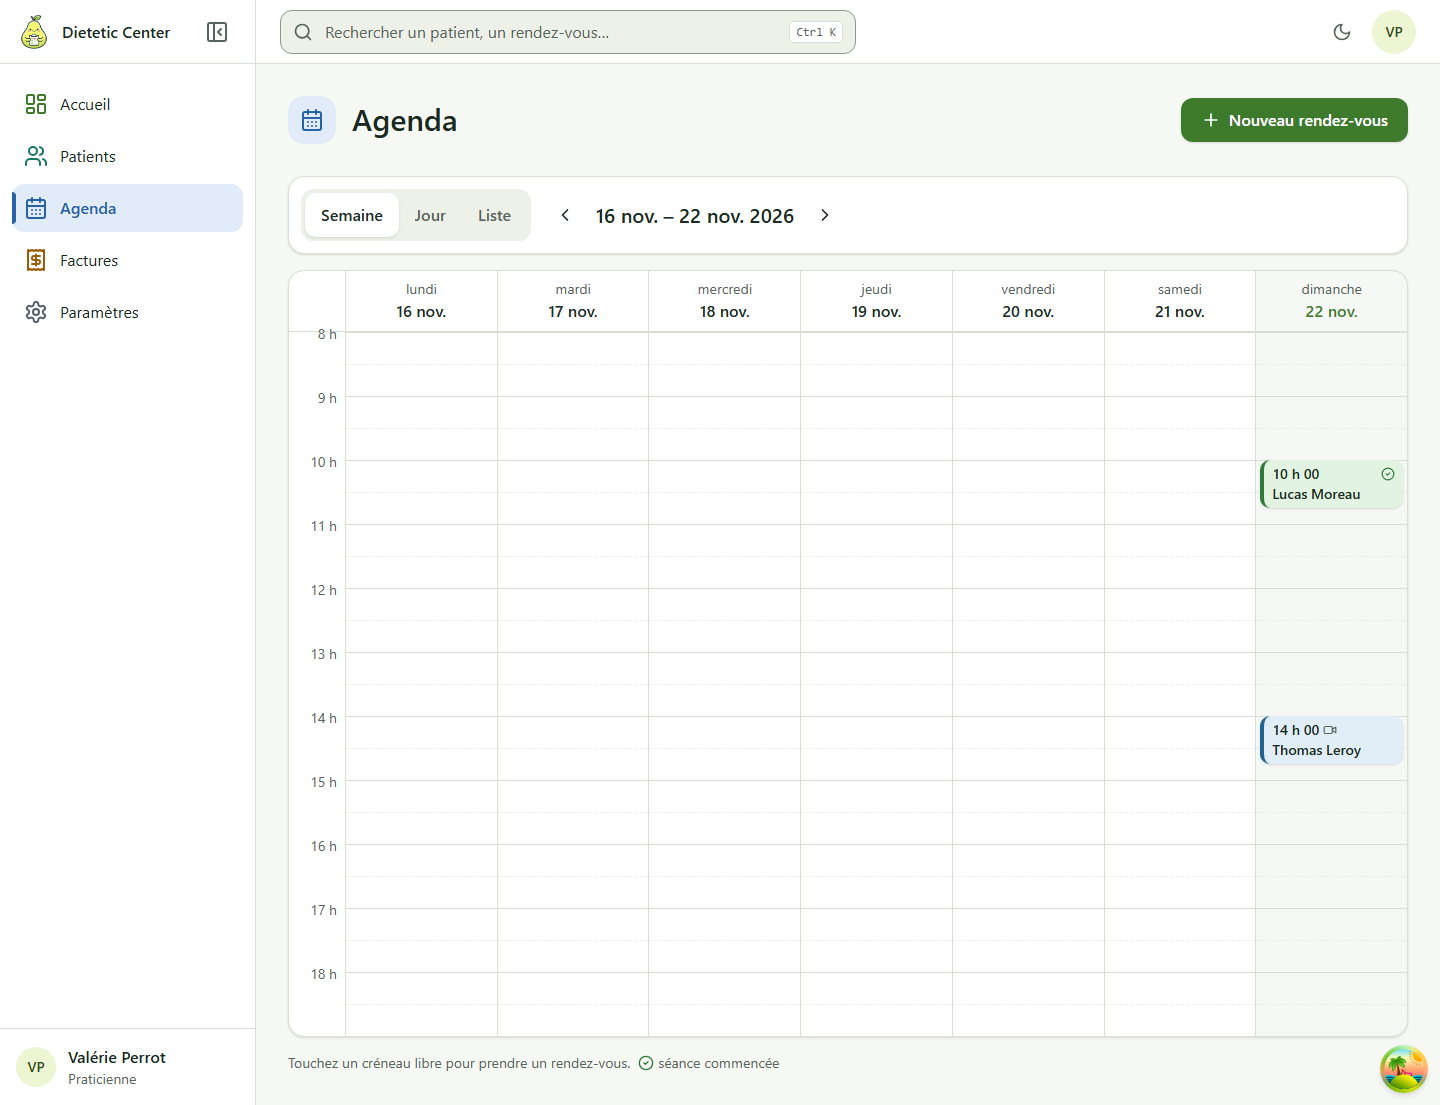 Dietetic Center
Rechercher un patient, un rendez-vous...
Ctrl K
VP
Accueil
Patients
Agenda
Factures
Paramètres
Agenda
Nouveau rendez-vous
Semaine
Jour
Liste
16 nov. – 22 nov. 2026
lundi
16 nov.
mardi
17 nov.
mercredi
18 nov.
jeudi
19 nov.
vendredi
20 nov.
samedi
21 nov.
dimanche
22 nov.
8 h
9 h
10 h
10 h 00
Lucas Moreau
11 h
12 h
13 h
14 h
14 h 00
Thomas Leroy
15 h
16 h
17 h
18 h
Touchez un créneau libre pour prendre un rendez-vous.
séance commencée
VP
Valérie Perrot
Praticienne